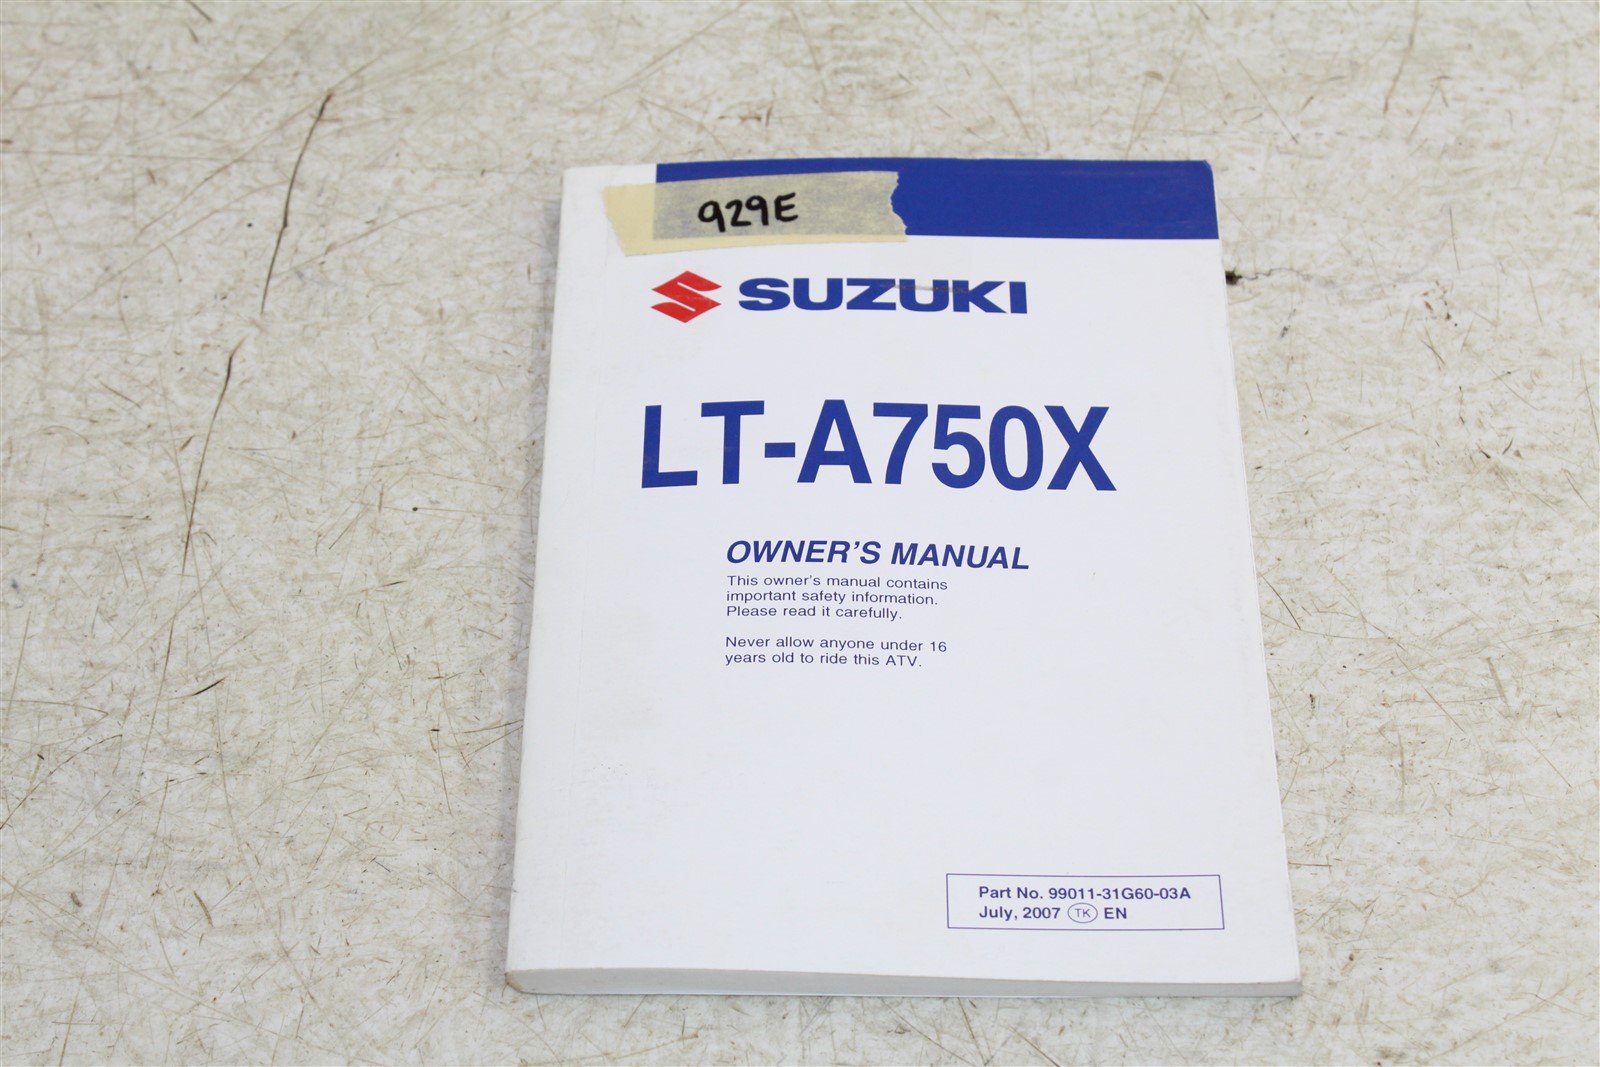 929E
SUZUKI
LT-A750X
OWNER'S MANUAL
This owner's manual contains
important safety information.
Please read it carefully.
Never allow anyone under 16
years old to ride this ATV.
Part No. 99011-31G60-03A
July, 2007 TK EN